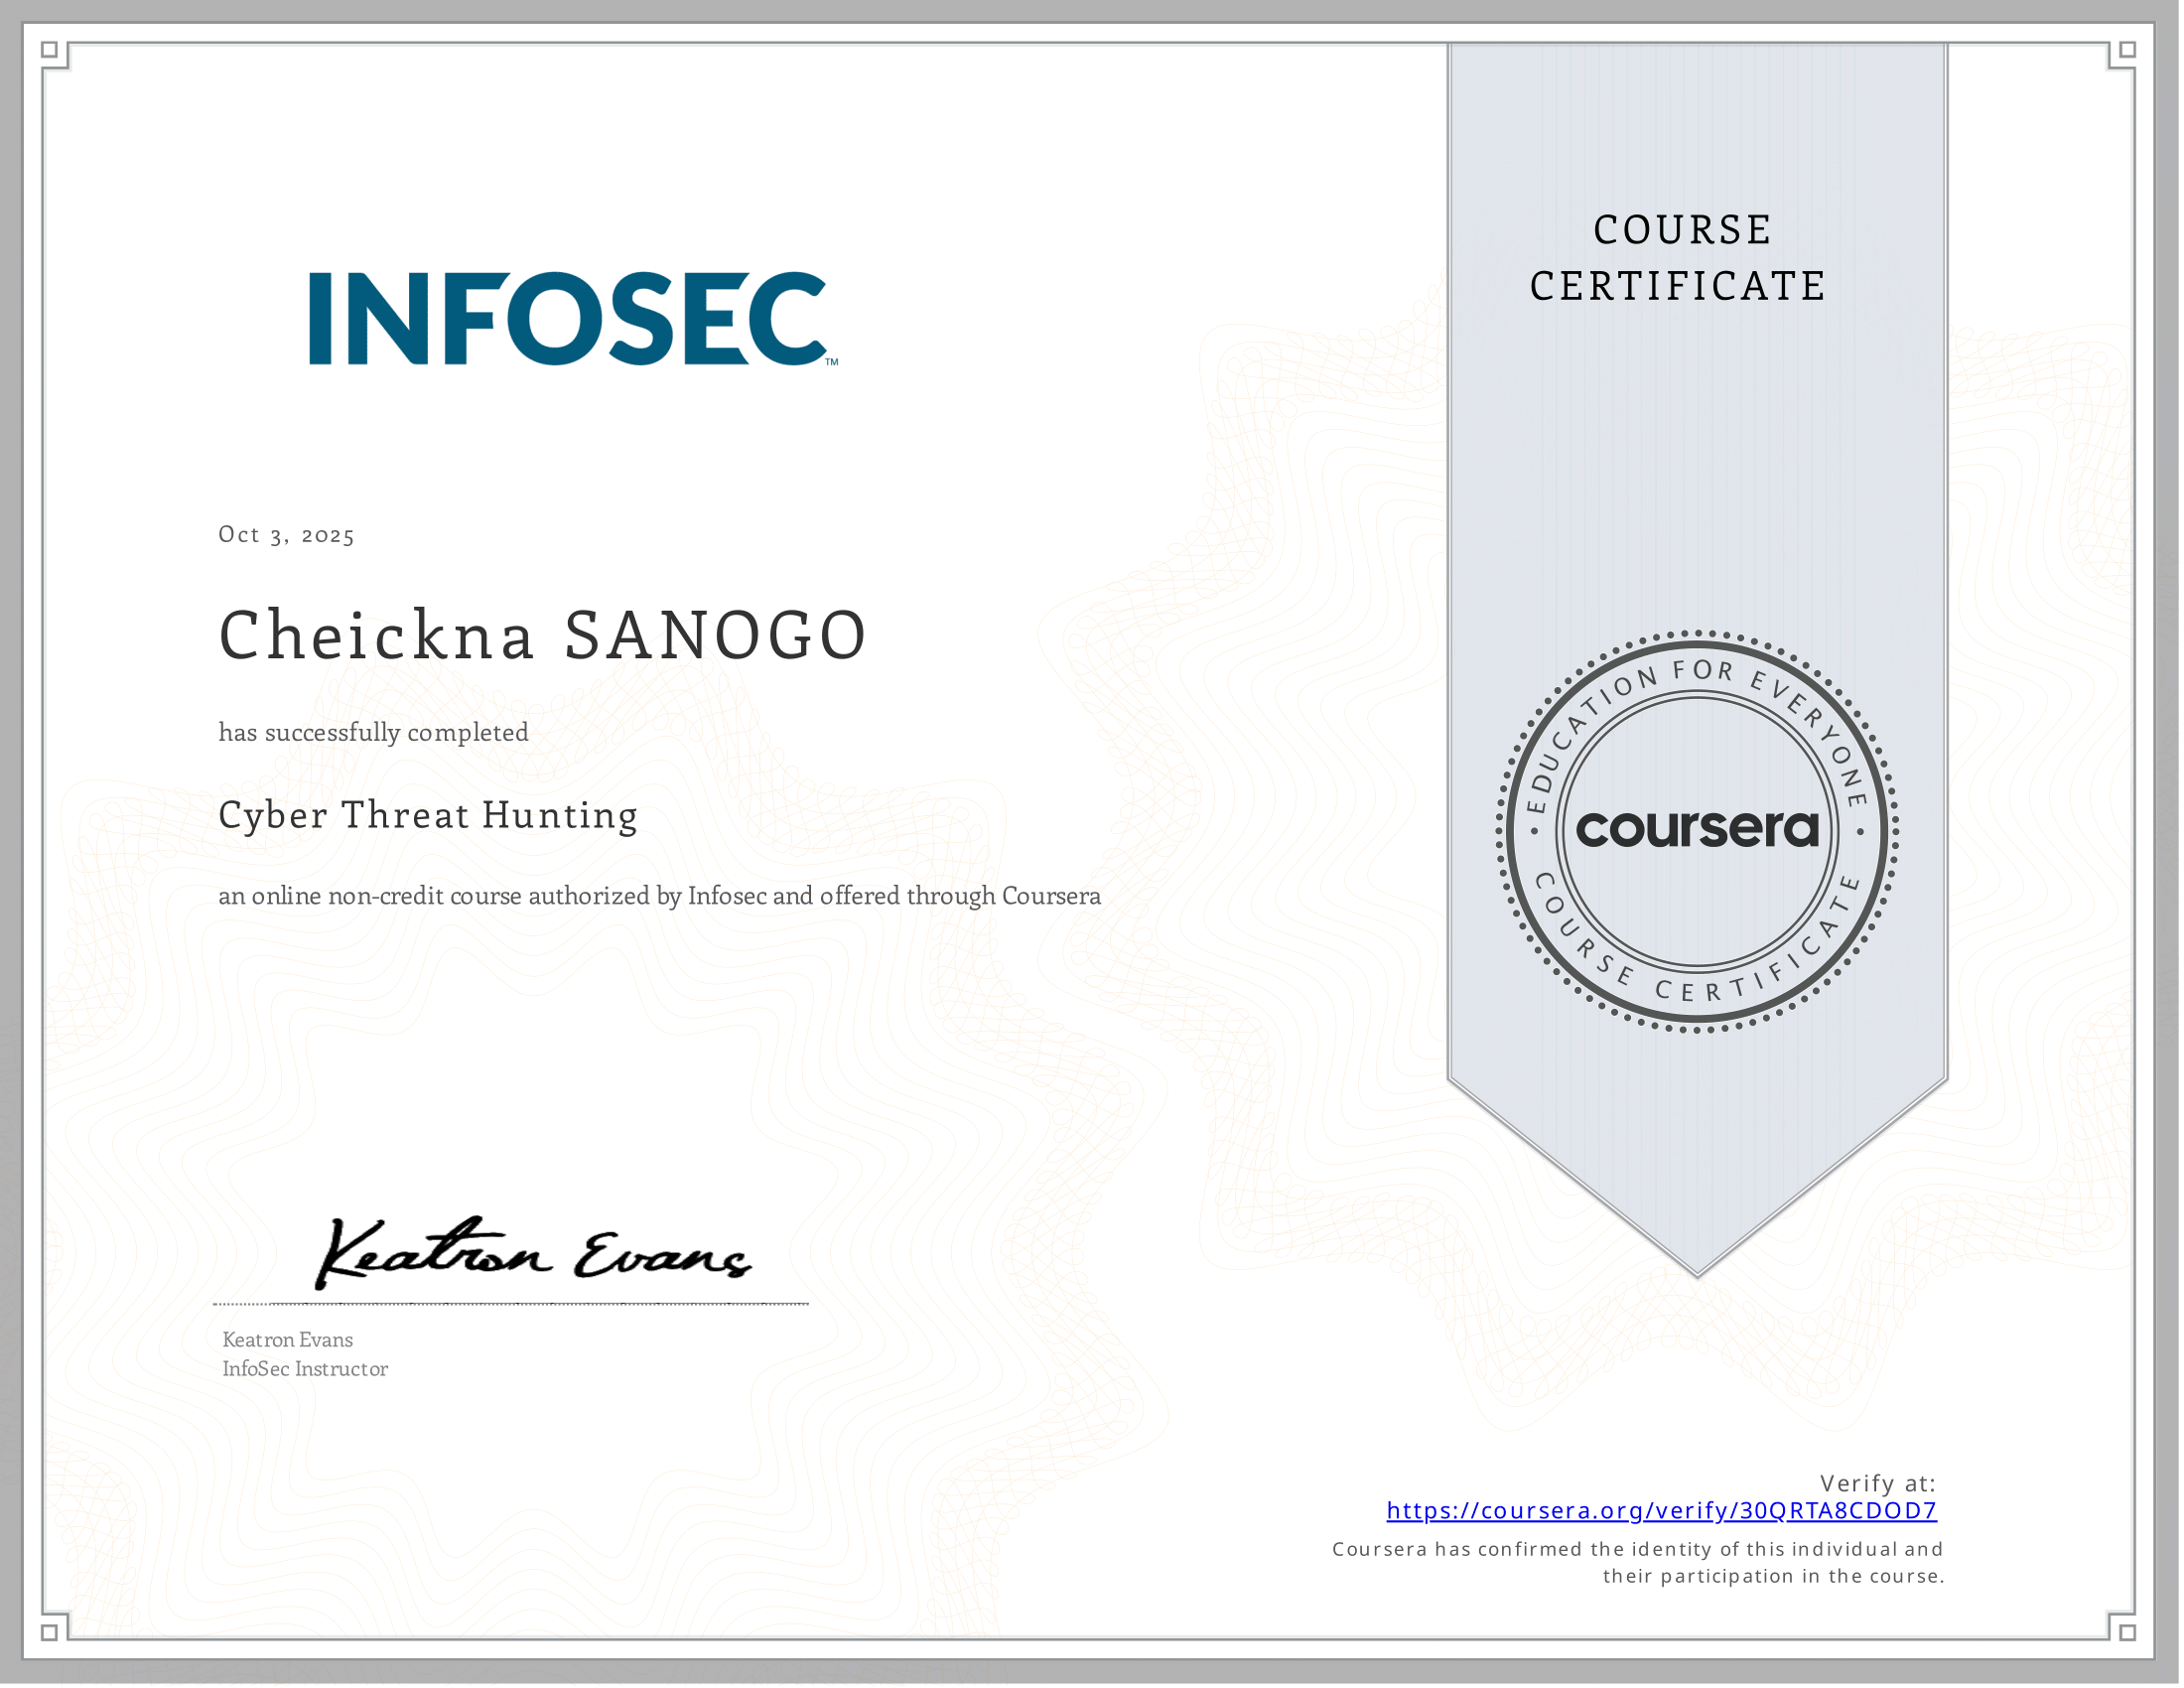 INFOSEC™
COURSE
CERTIFICATE
Oct 3, 2025
Cheickna SANOGO
has successfully completed
Cyber Threat Hunting
an online non-credit course authorized by Infosec and offered through Coursera
• EDUCATION FOR EVERYONE •
coursera
COURSE CERTIFICATE
Keatron Evans
Keatron Evans
InfoSec Instructor
Verify at:
https://coursera.org/verify/30QRTA8CDOD7
Coursera has confirmed the identity of this individual and
their participation in the course.